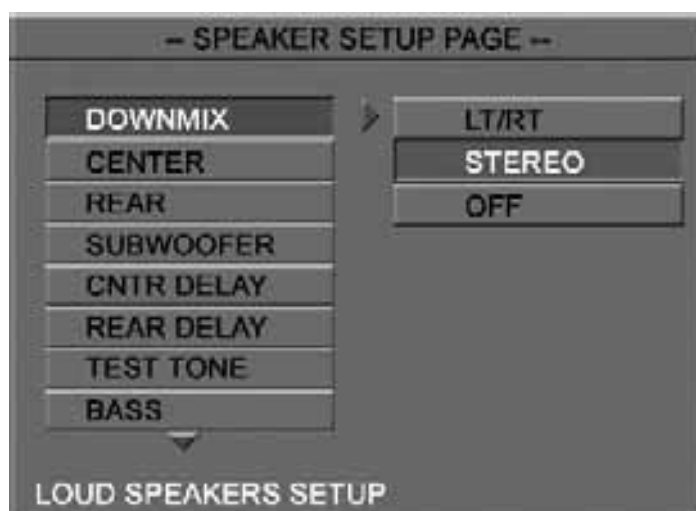 -- SPEAKER SETUP PAGE --
DOWNMIX
CENTER
REAR
SUBWOOFER
CNTR DELAY
REAR DELAY
TEST TONE
BASS
LT/RT
STEREO
OFF
LOUD SPEAKERS SETUP